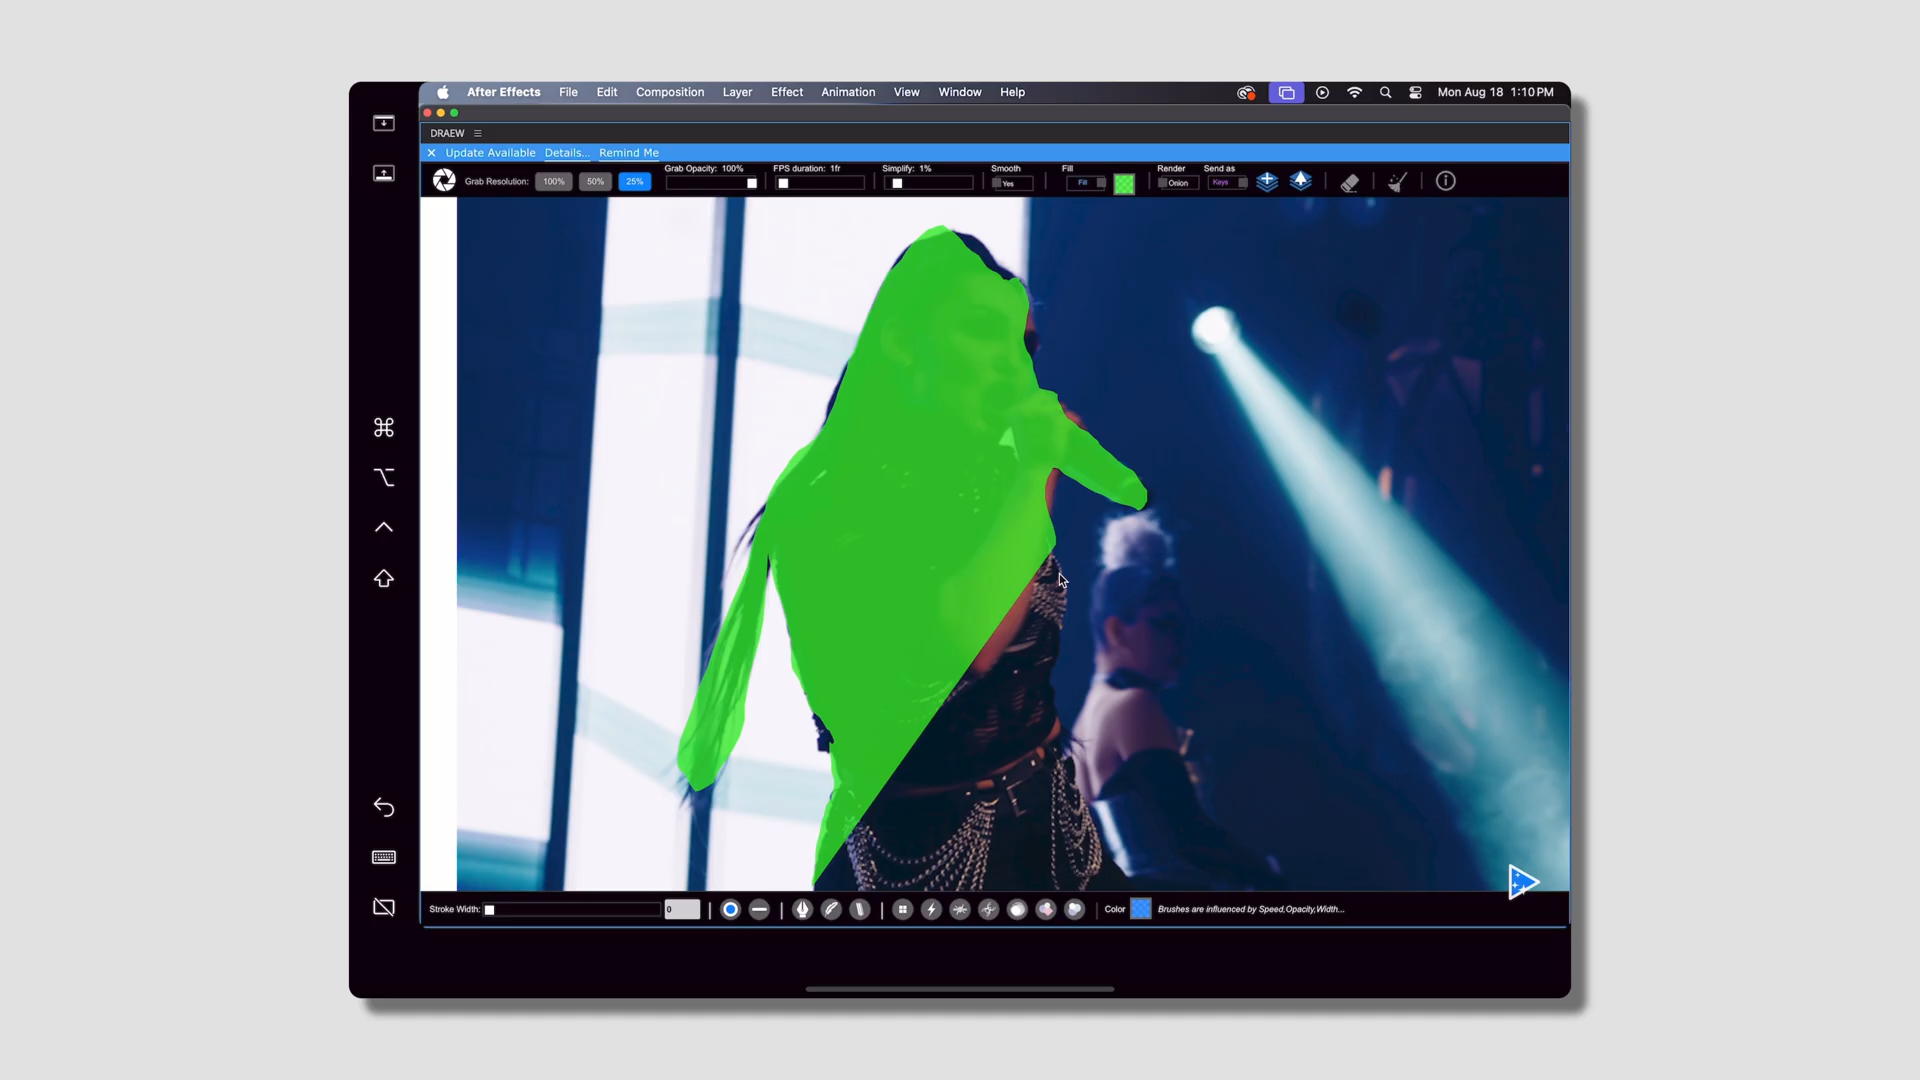 After Effects File Edit Composition Layer Effect Animation View Window Help Mon Aug 18 1:10 PM
DRAEW
Update Available Details... Remind Me
Grab Resolution: 100% 50% 25% Grab Opacity: 100% FPS duration: 1fr Simplify: 1% Smooth Yes Fill Fill Render Onion Send as Keys
Stroke Width: 0 Color Brushes are influenced by Speed,Opacity,Width...